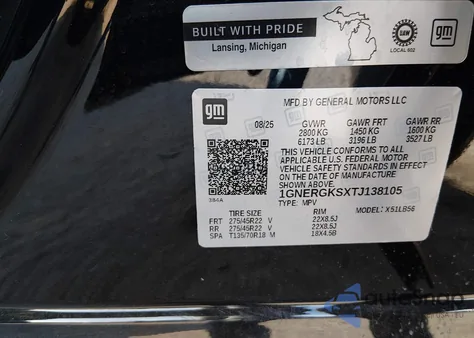 BUILT WITH PRIDE
Lansing, Michigan
UAW
LOCAL 602
gm
gm
MFD BY GENERAL MOTORS LLC
08/25 GVWR GAWR FRT GAWR RR
2800 KG 1450 KG 1600 KG
6173 LB 3196 LB 3527 LB
THIS VEHICLE CONFORMS TO ALL
APPLICABLE U.S. FEDERAL MOTOR
VEHICLE SAFETY STANDARDS IN EFFECT
ON THE DATE OF MANUFACTURE
SHOWN ABOVE.
1GNERGKSXTJ138105
TYPE: MPV MODEL: X51LB56
384A
TIRE SIZE RIM
FRT 275/45R22 V 22X8.5J
RR 275/45R22 V 22X8.5J
SPA T135/70R18 M 18X4.5B